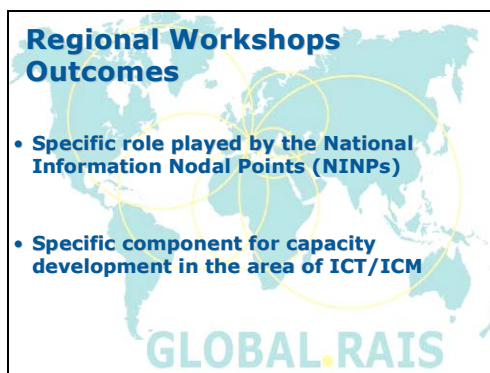 Regional Workshops
Outcomes
• Specific role played by the National
Information Nodal Points (NINPs)
• Specific component for capacity
development in the area of ICT/ICM
GLOBAL.RAIS